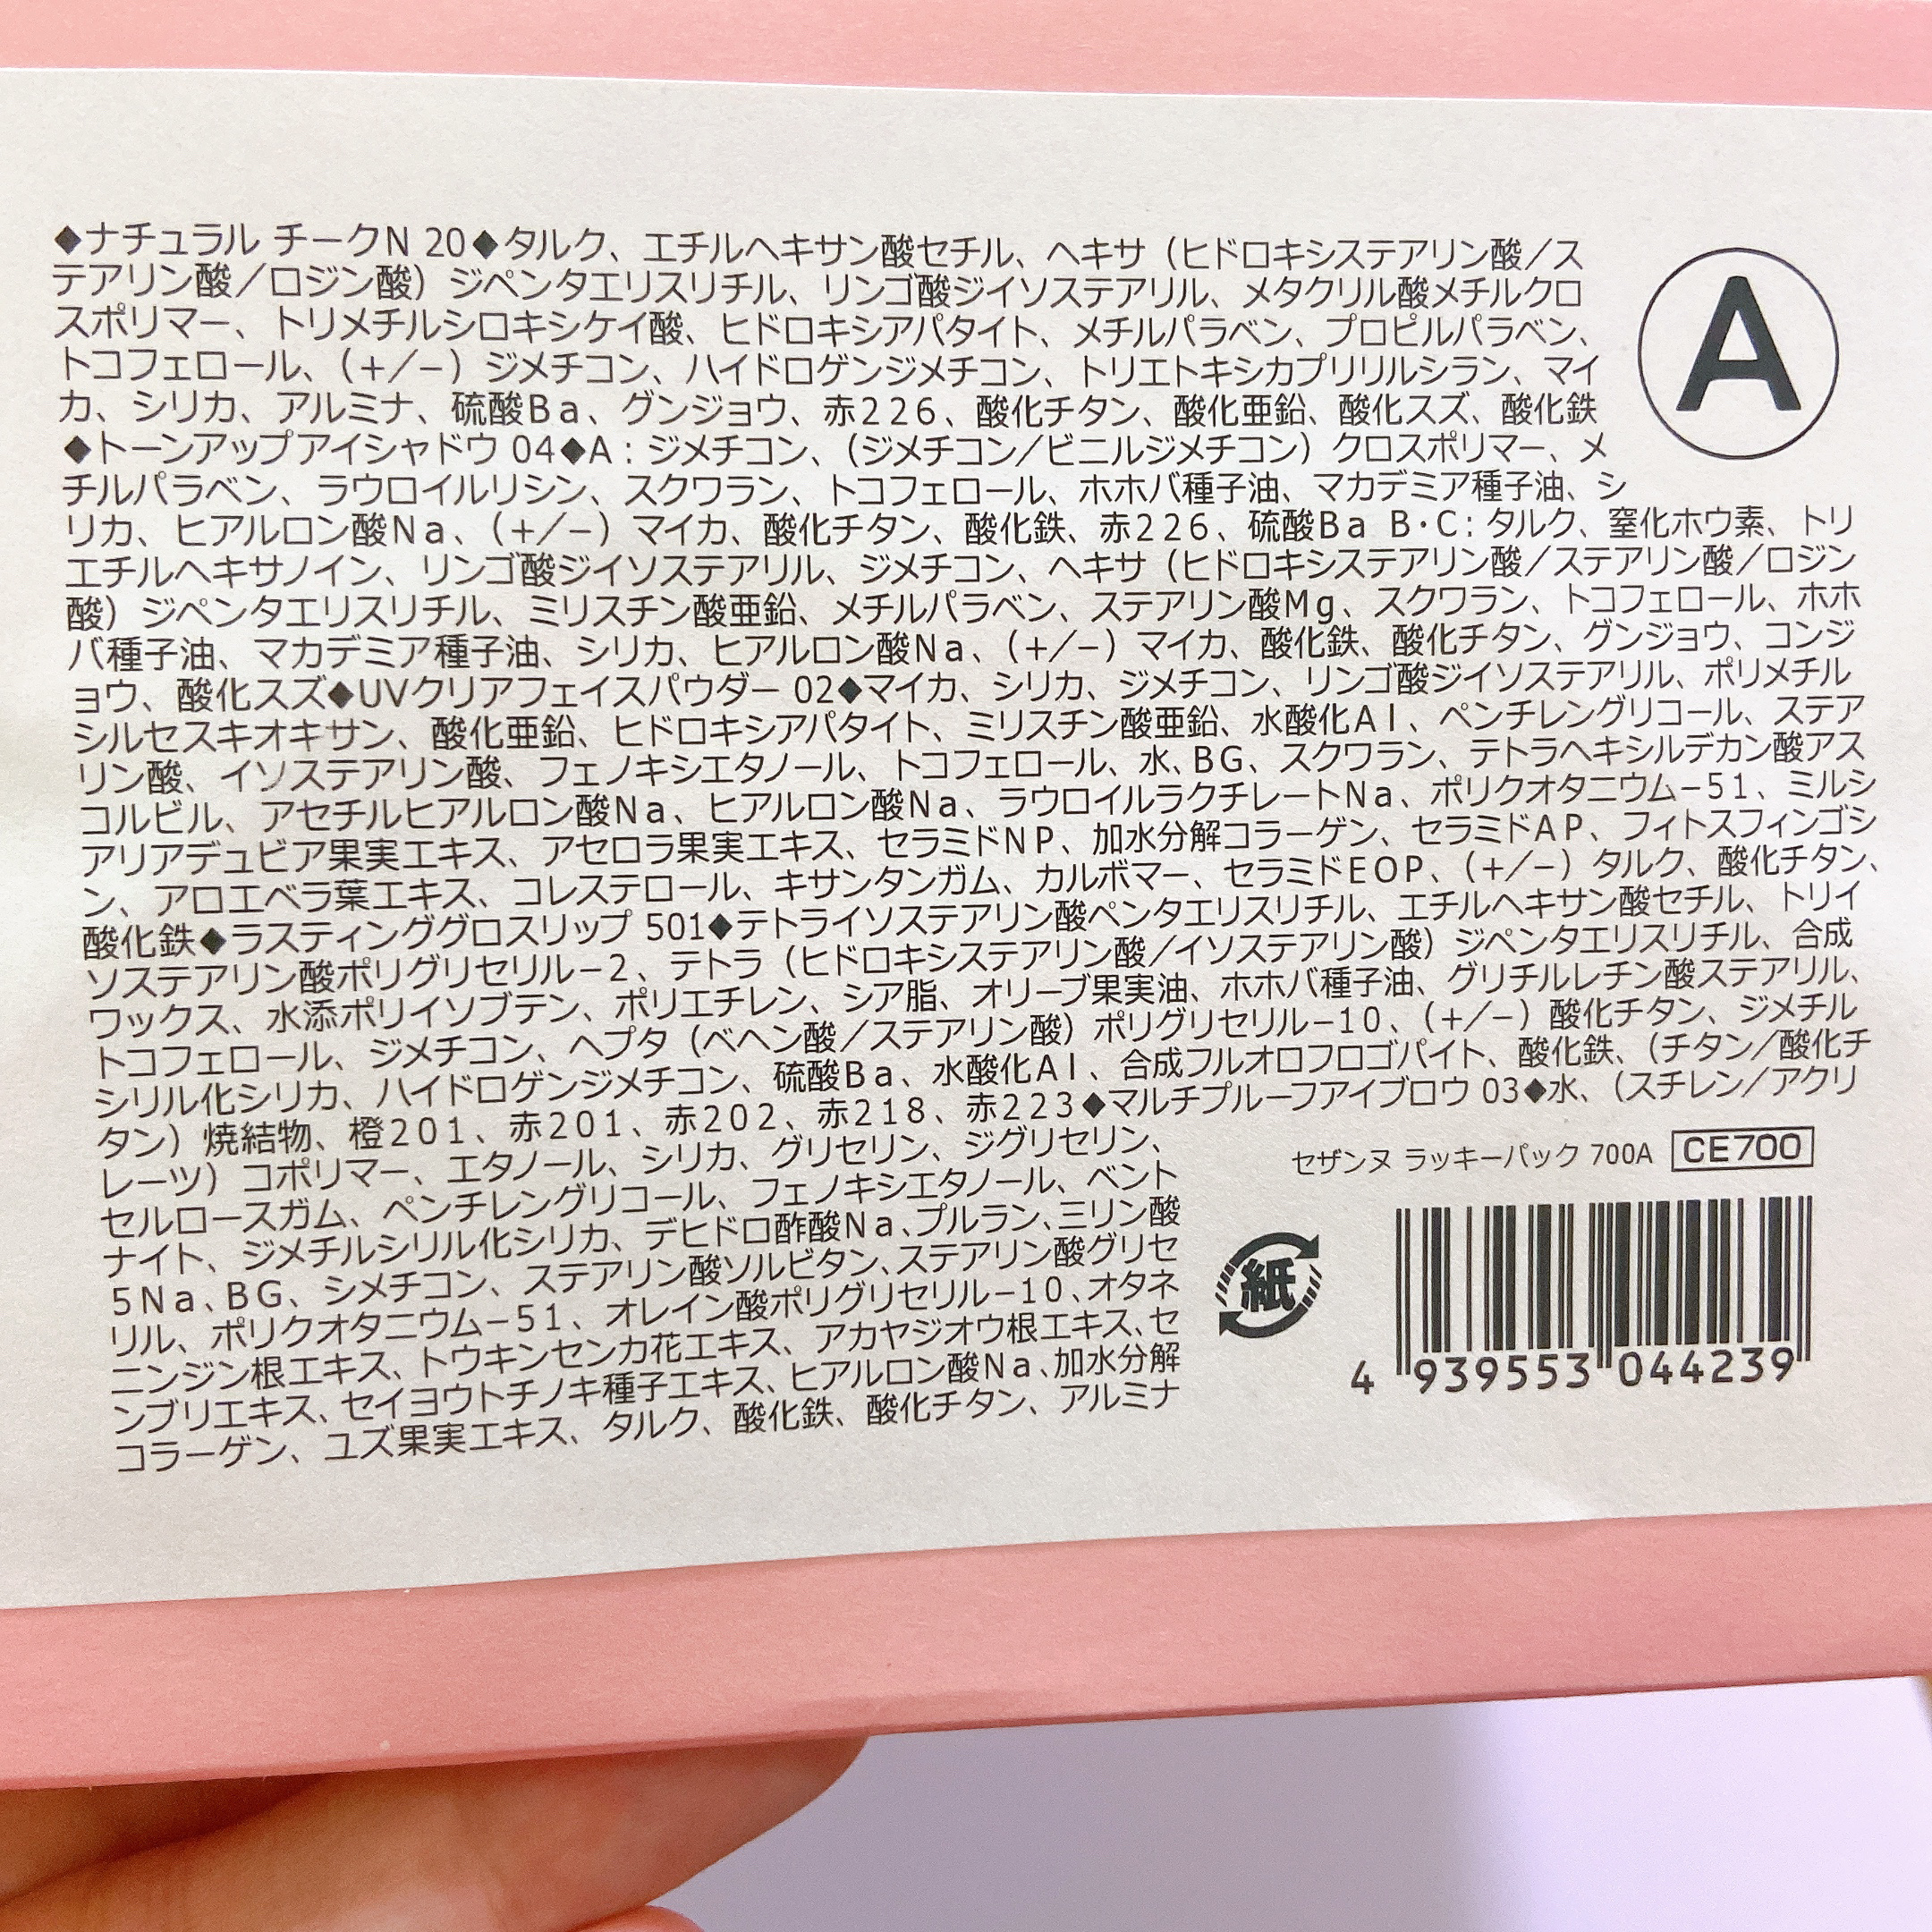 ◆ナチュラル チークN 20◆タルク、エチルヘキサン酸セチル、ヘキサ（ヒドロキシステアリン酸／ス
テアリン酸／ロジン酸）ジペンタエリスリチル、リンゴ酸ジイソステアリル、メタクリル酸メチルクロ
スポリマー、トリメチルシロキシケイ酸、ヒドロキシアパタイト、メチルパラベン、プロピルパラベン、
トコフェロール、（＋／－）ジメチコン、ハイドロゲンジメチコン、トリエトキシカプリリルシラン、マイ
カ、シリカ、アルミナ、硫酸Ba、グンジョウ、赤226、酸化チタン、酸化亜鉛、酸化スズ、酸化鉄
◆トーンアップアイシャドウ 04◆A：ジメチコン、（ジメチコン／ビニルジメチコン）クロスポリマー、メ
チルパラベン、ラウロイルリシン、スクワラン、トコフェロール、ホホバ種子油、マカデミア種子油、シ
リカ、ヒアルロン酸Na、（＋／－）マイカ、酸化チタン、酸化鉄、赤226、硫酸Ba B・C：タルク、窒化ホウ素、トリ
エチルヘキサノイン、リンゴ酸ジイソステアリル、ジメチコン、ヘキサ（ヒドロキシステアリン酸／ステアリン酸／ロジン
酸）ジペンタエリスリチル、ミリスチン酸亜鉛、メチルパラベン、ステアリン酸Mg、スクワラン、トコフェロール、ホホ
バ種子油、マカデミア種子油、シリカ、ヒアルロン酸Na、（＋／－）マイカ、酸化鉄、酸化チタン、グンジョウ、コンジ
ョウ、酸化スズ◆UVクリアフェイスパウダー 02◆マイカ、シリカ、ジメチコン、リンゴ酸ジイソステアリル、ポリメチル
シルセスキオキサン、酸化亜鉛、ヒドロキシアパタイト、ミリスチン酸亜鉛、水酸化Al、ペンチレングリコール、ステア
リン酸、イソステアリン酸、フェノキシエタノール、トコフェロール、水、BG、スクワラン、テトラヘキシルデカン酸アス
コルビル、アセチルヒアルロン酸Na、ヒアルロン酸Na、ラウロイルラクチレートNa、ポリクオタニウム－51、ミルシ
アリアデュビア果実エキス、アセロラ果実エキス、セラミドNP、加水分解コラーゲン、セラミドAP、フィトスフィンゴシ
ン、アロエベラ葉エキス、コレステロール、キサンタンガム、カルボマー、セラミドEOP、（＋／－）タルク、酸化チタン、
酸化鉄◆ラスティンググロスリップ 501◆テトライソステアリン酸ペンタエリスリチル、エチルヘキサン酸セチル、トリイ
ソステアリン酸ポリグリセリル－2、テトラ（ヒドロキシステアリン酸／イソステアリン酸）ジペンタエリスリチル、合成
ワックス、水添ポリイソブテン、ポリエチレン、シア脂、オリーブ果実油、ホホバ種子油、グリチルレチン酸ステアリル、
トコフェロール、ジメチコン、ヘプタ（ベヘン酸／ステアリン酸）ポリグリセリル－10、（＋／－）酸化チタン、ジメチル
シリル化シリカ、ハイドロゲンジメチコン、硫酸Ba、水酸化Al、合成フルオロフロゴパイト、酸化鉄、（チタン／酸化チ
タン）焼結物、橙201、赤201、赤202、赤218、赤223◆マルチプルーフアイブロウ 03◆水、（スチレン／アクリ
レーツ）コポリマー、エタノール、シリカ、グリセリン、ジグリセリン、
セルロースガム、ペンチレングリコール、フェノキシエタノール、ベント
ナイト、ジメチルシリル化シリカ、デヒドロ酢酸Na、プルラン、ミリン酸
5Na、BG、シメチコン、ステアリン酸ソルビタン、ステアリン酸グリセ
リル、ポリクオタニウム－51、オレイン酸ポリグリセリル－10、オタネ
ニンジン根エキス、トウキンセンカ花エキス、アカヤジオウ根エキス、セ
ンブリエキス、セイヨウトチノキ種子エキス、ヒアルロン酸Na、加水分解
コラーゲン、ユズ果実エキス、タルク、酸化鉄、酸化チタン、アルミナ
A
セザンヌ ラッキーパック 700A CE700
紙
4 939553 044239